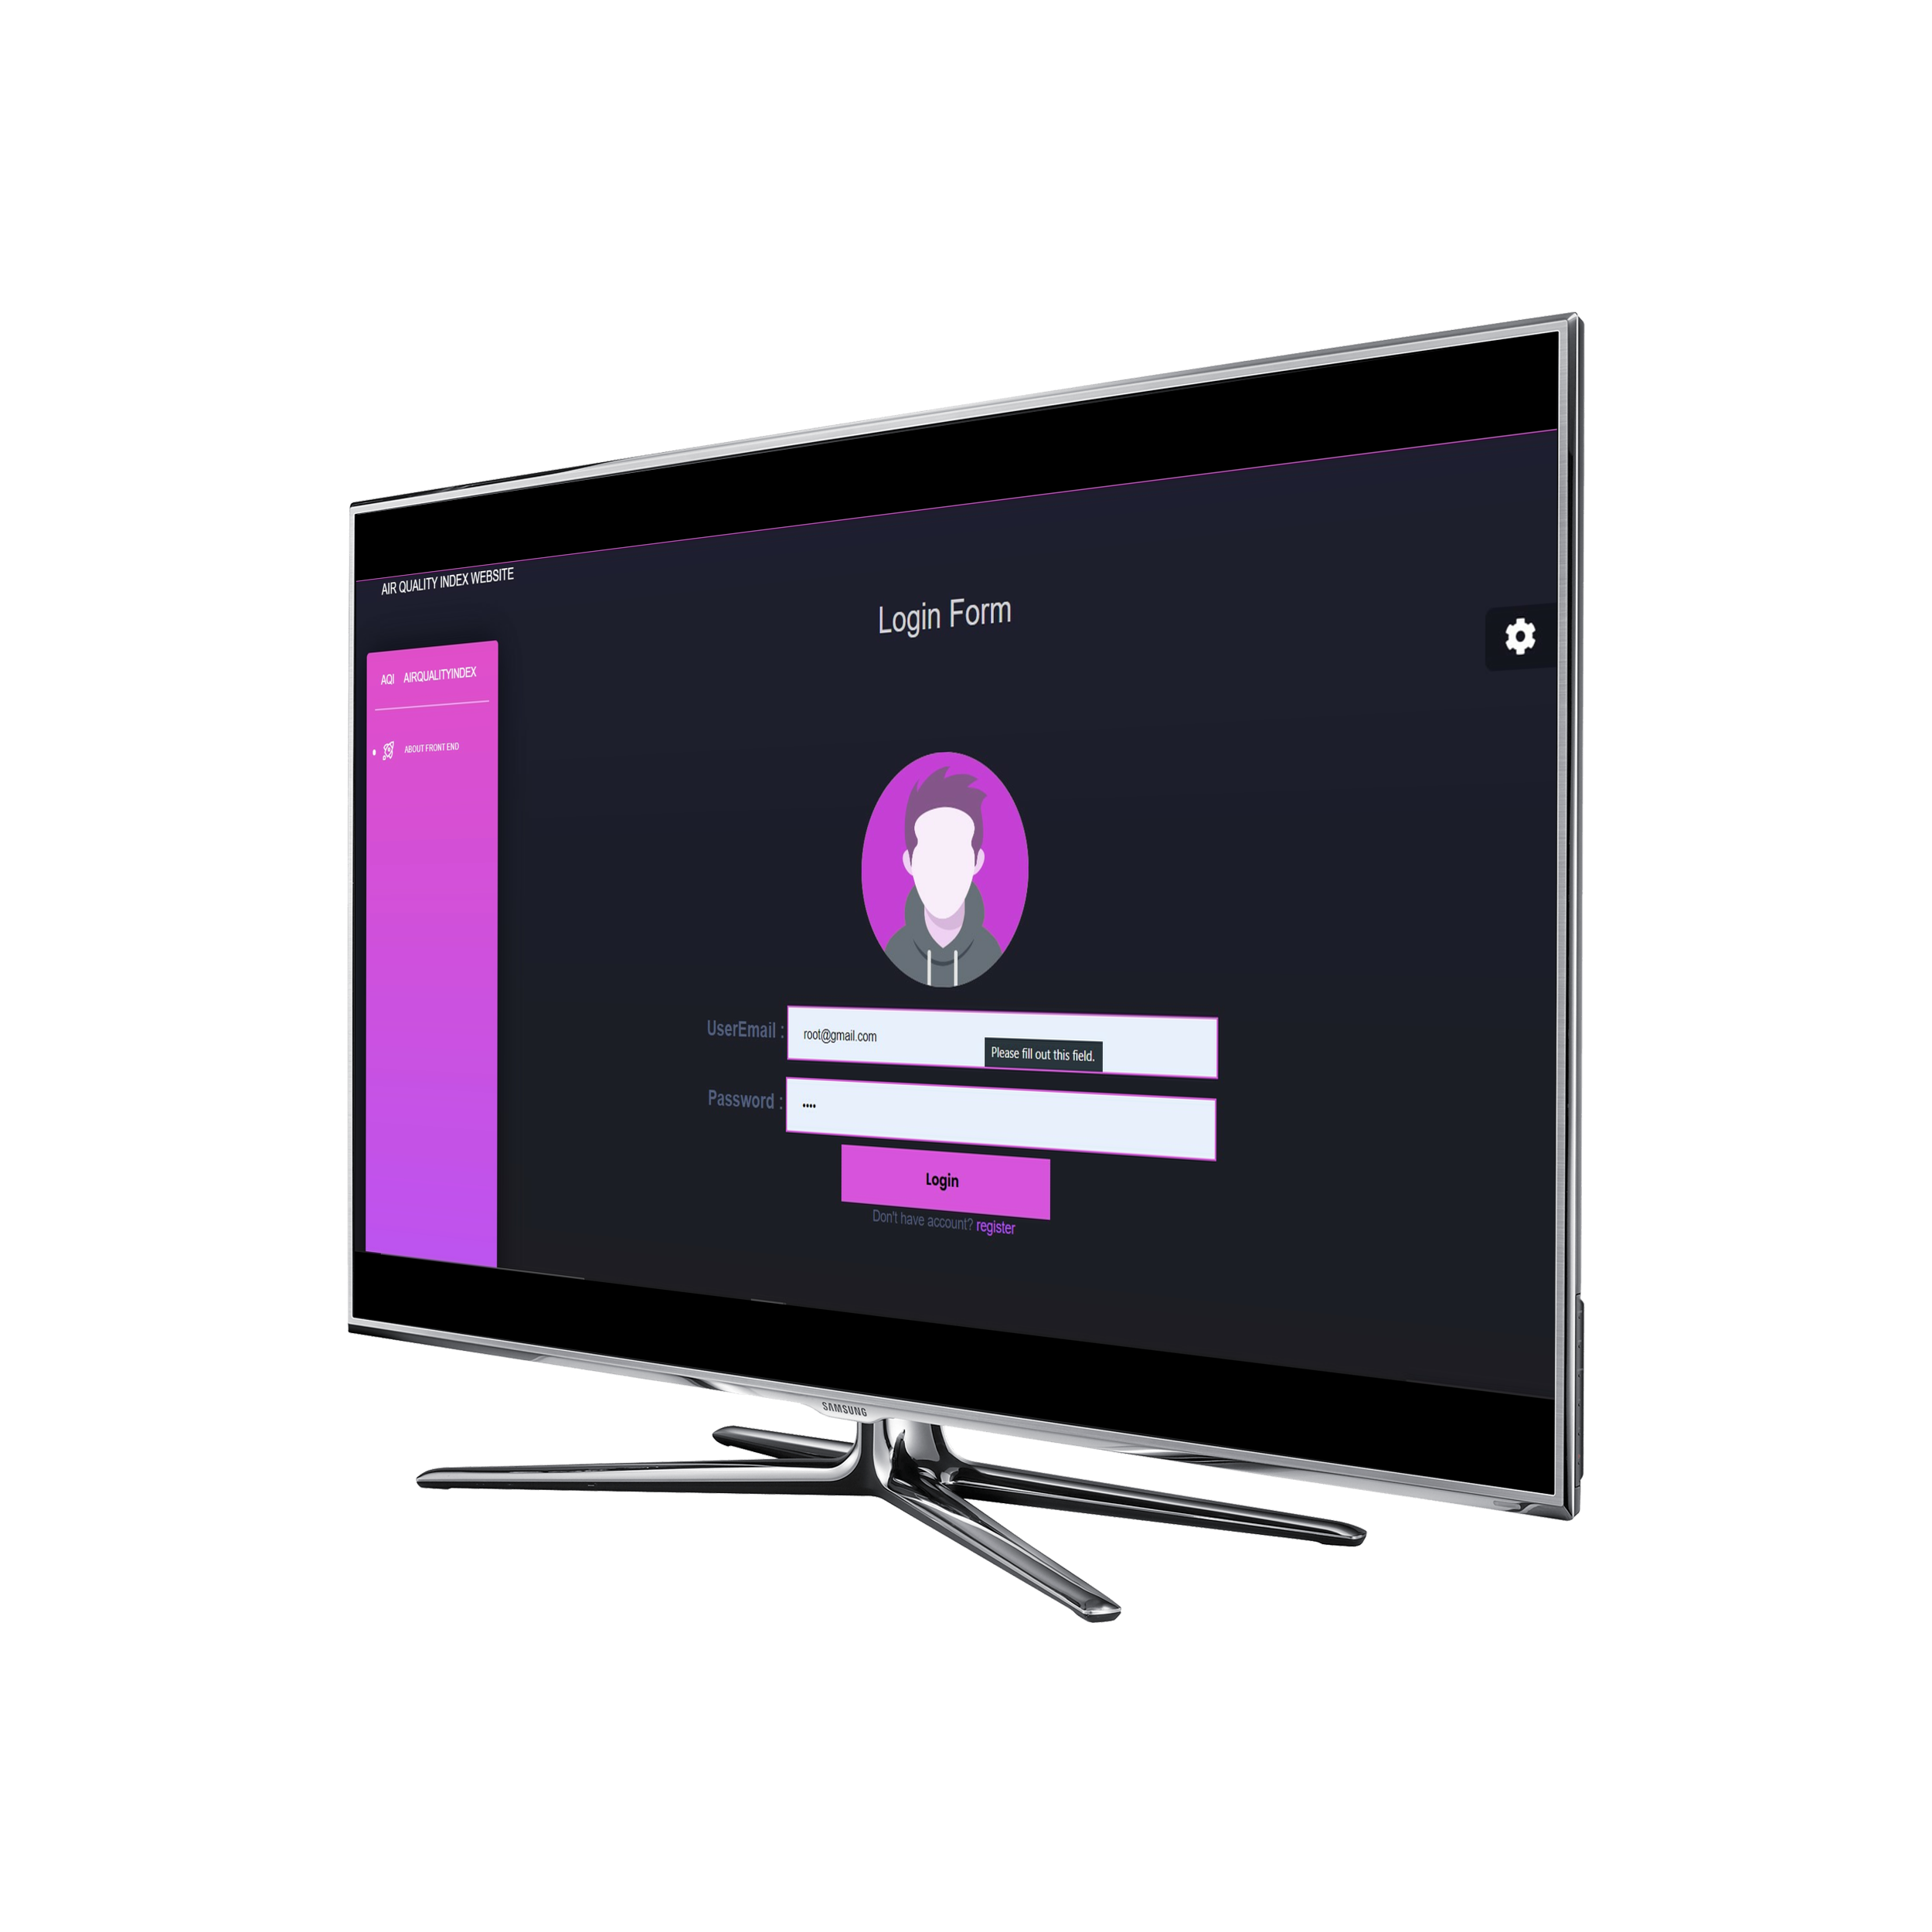 AIR QUALITY INDEX WEBSITE
Login Form
AQI AIRQUALITYINDEX
ABOUT FRONT END
UserEmail : root@gmail.com
Please fill out this field.
Password : ····
Login
Don't have account? register
SAMSUNG